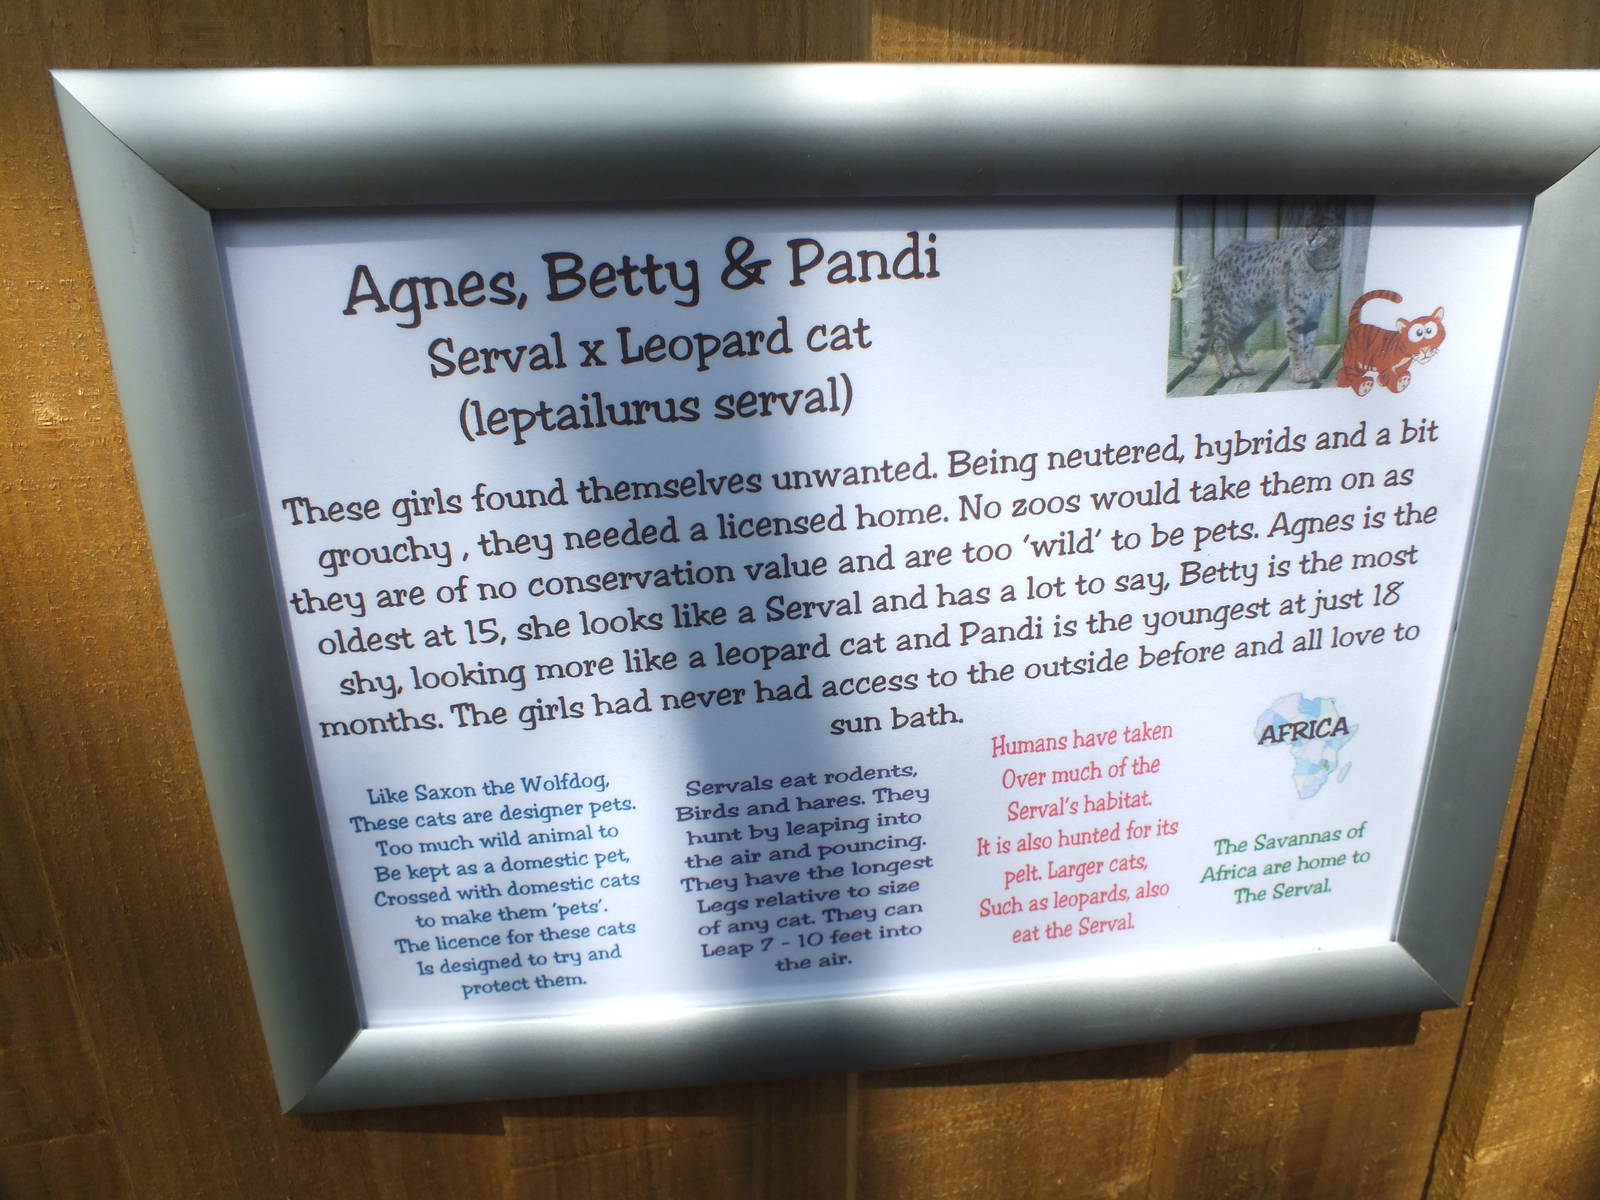 Agnes, Betty & Pandi
Serval x Leopard cat
(leptailurus serval)
These girls found themselves unwanted. Being neutered, hybrids and a bit
grouchy , they needed a licensed home. No zoos would take them on as
they are of no conservation value and are too 'wild' to be pets. Agnes is the
oldest at 15, she looks like a Serval and has a lot to say, Betty is the most
shy, looking more like a leopard cat and Pandi is the youngest at just 18
months. The girls had never had access to the outside before and all love to
sun bath.
Like Saxon the Wolfdog,
These cats are designer pets.
Too much wild animal to
Be kept as a domestic pet,
Crossed with domestic cats
to make them 'pets'.
The licence for these cats
Is designed to try and
protect them.
Servals eat rodents,
Birds and hares. They
hunt by leaping into
the air and pouncing.
They have the longest
Legs relative to size
of any cat. They can
Leap 7 - 10 feet into
the air.
Humans have taken
Over much of the
Serval's habitat.
It is also hunted for its
pelt. Larger cats,
Such as leopards, also
eat the Serval.
AFRICA
The Savannas of
Africa are home to
The Serval.